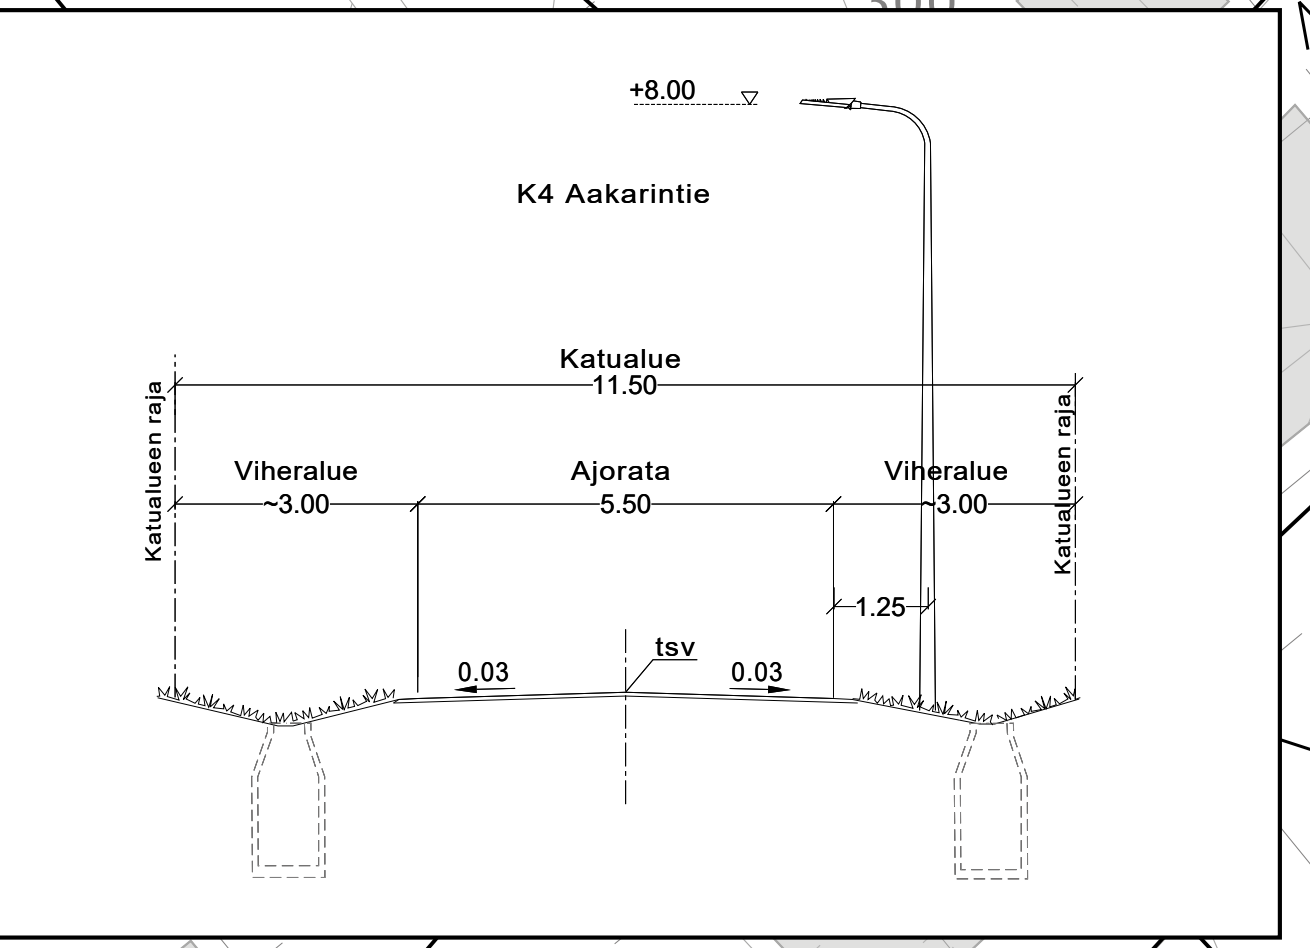 300
+8.00
K4 Aakarintie
Katualue
11.50
Katualueen raja
Katualueen raja
Viheralue
Ajorata
Viheralue
~3.00
5.50
~3.00
1.25
tsv
0.03
0.03